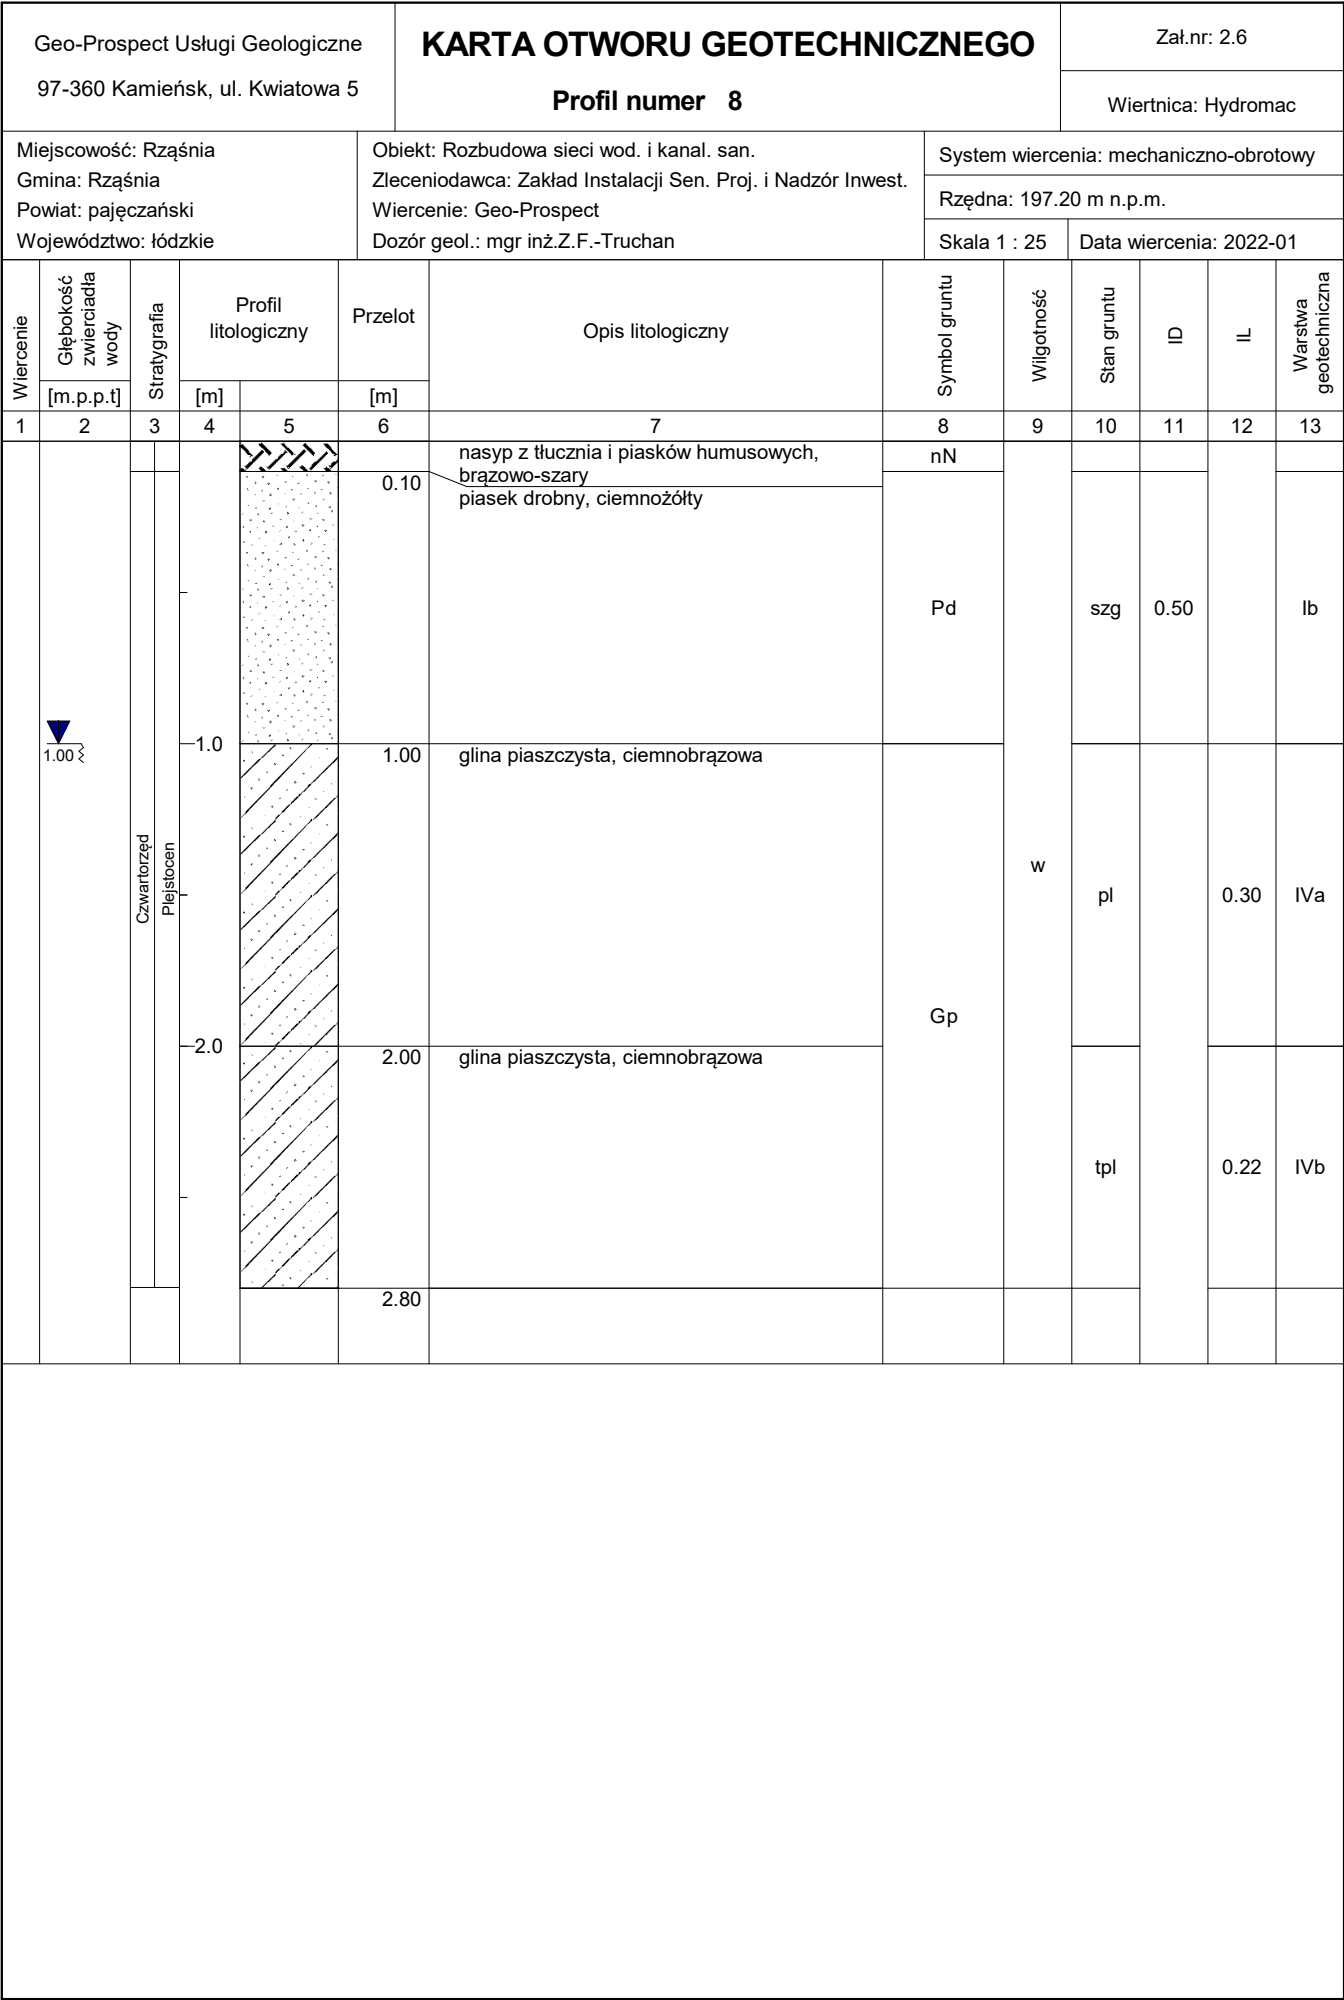 Geo-Prospect Usługi Geologiczne
97-360 Kamieńsk, ul. Kwiatowa 5
KARTA OTWORU GEOTECHNICZNEGO
Profil numer 8
Zał.nr: 2.6
Wiertnica: Hydromac
Miejscowość: Rząśnia
Gmina: Rząśnia
Powiat: pajęczański
Województwo: łódzkie
Obiekt: Rozbudowa sieci wod. i kanal. san.
Zleceniodawca: Zakład Instalacji Sen. Proj. i Nadzór Inwest.
Wiercenie: Geo-Prospect
Dozór geol.: mgr inż.Z.F.-Truchan
System wiercenia: mechaniczno-obrotowy
Rzędna: 197.20 m n.p.m.
Skala 1 : 25
Data wiercenia: 2022-01
Wiercenie
Głębokość
zwierciadła
wody
[m.p.p.t]
Stratygrafia
Profil
litologiczny
[m]
Przelot
[m]
Opis litologiczny
Symbol gruntu
Wilgotność
Stan gruntu
ID
IL
Warstwa
geotechniczna
1 2 3 4 5 6 7 8 9 10 11 12 13
nasyp z tłucznia i piasków humusowych,
brązowo-szary
nN
0.10
piasek drobny, ciemnożółty
Pd
szg
0.50
Ib
1.00
1.0
1.00
glina piaszczysta, ciemnobrązowa
Czwartorzęd
Plejstocen
w
pl
0.30
IVa
Gp
2.0
2.00
glina piaszczysta, ciemnobrązowa
tpl
0.22
IVb
2.80